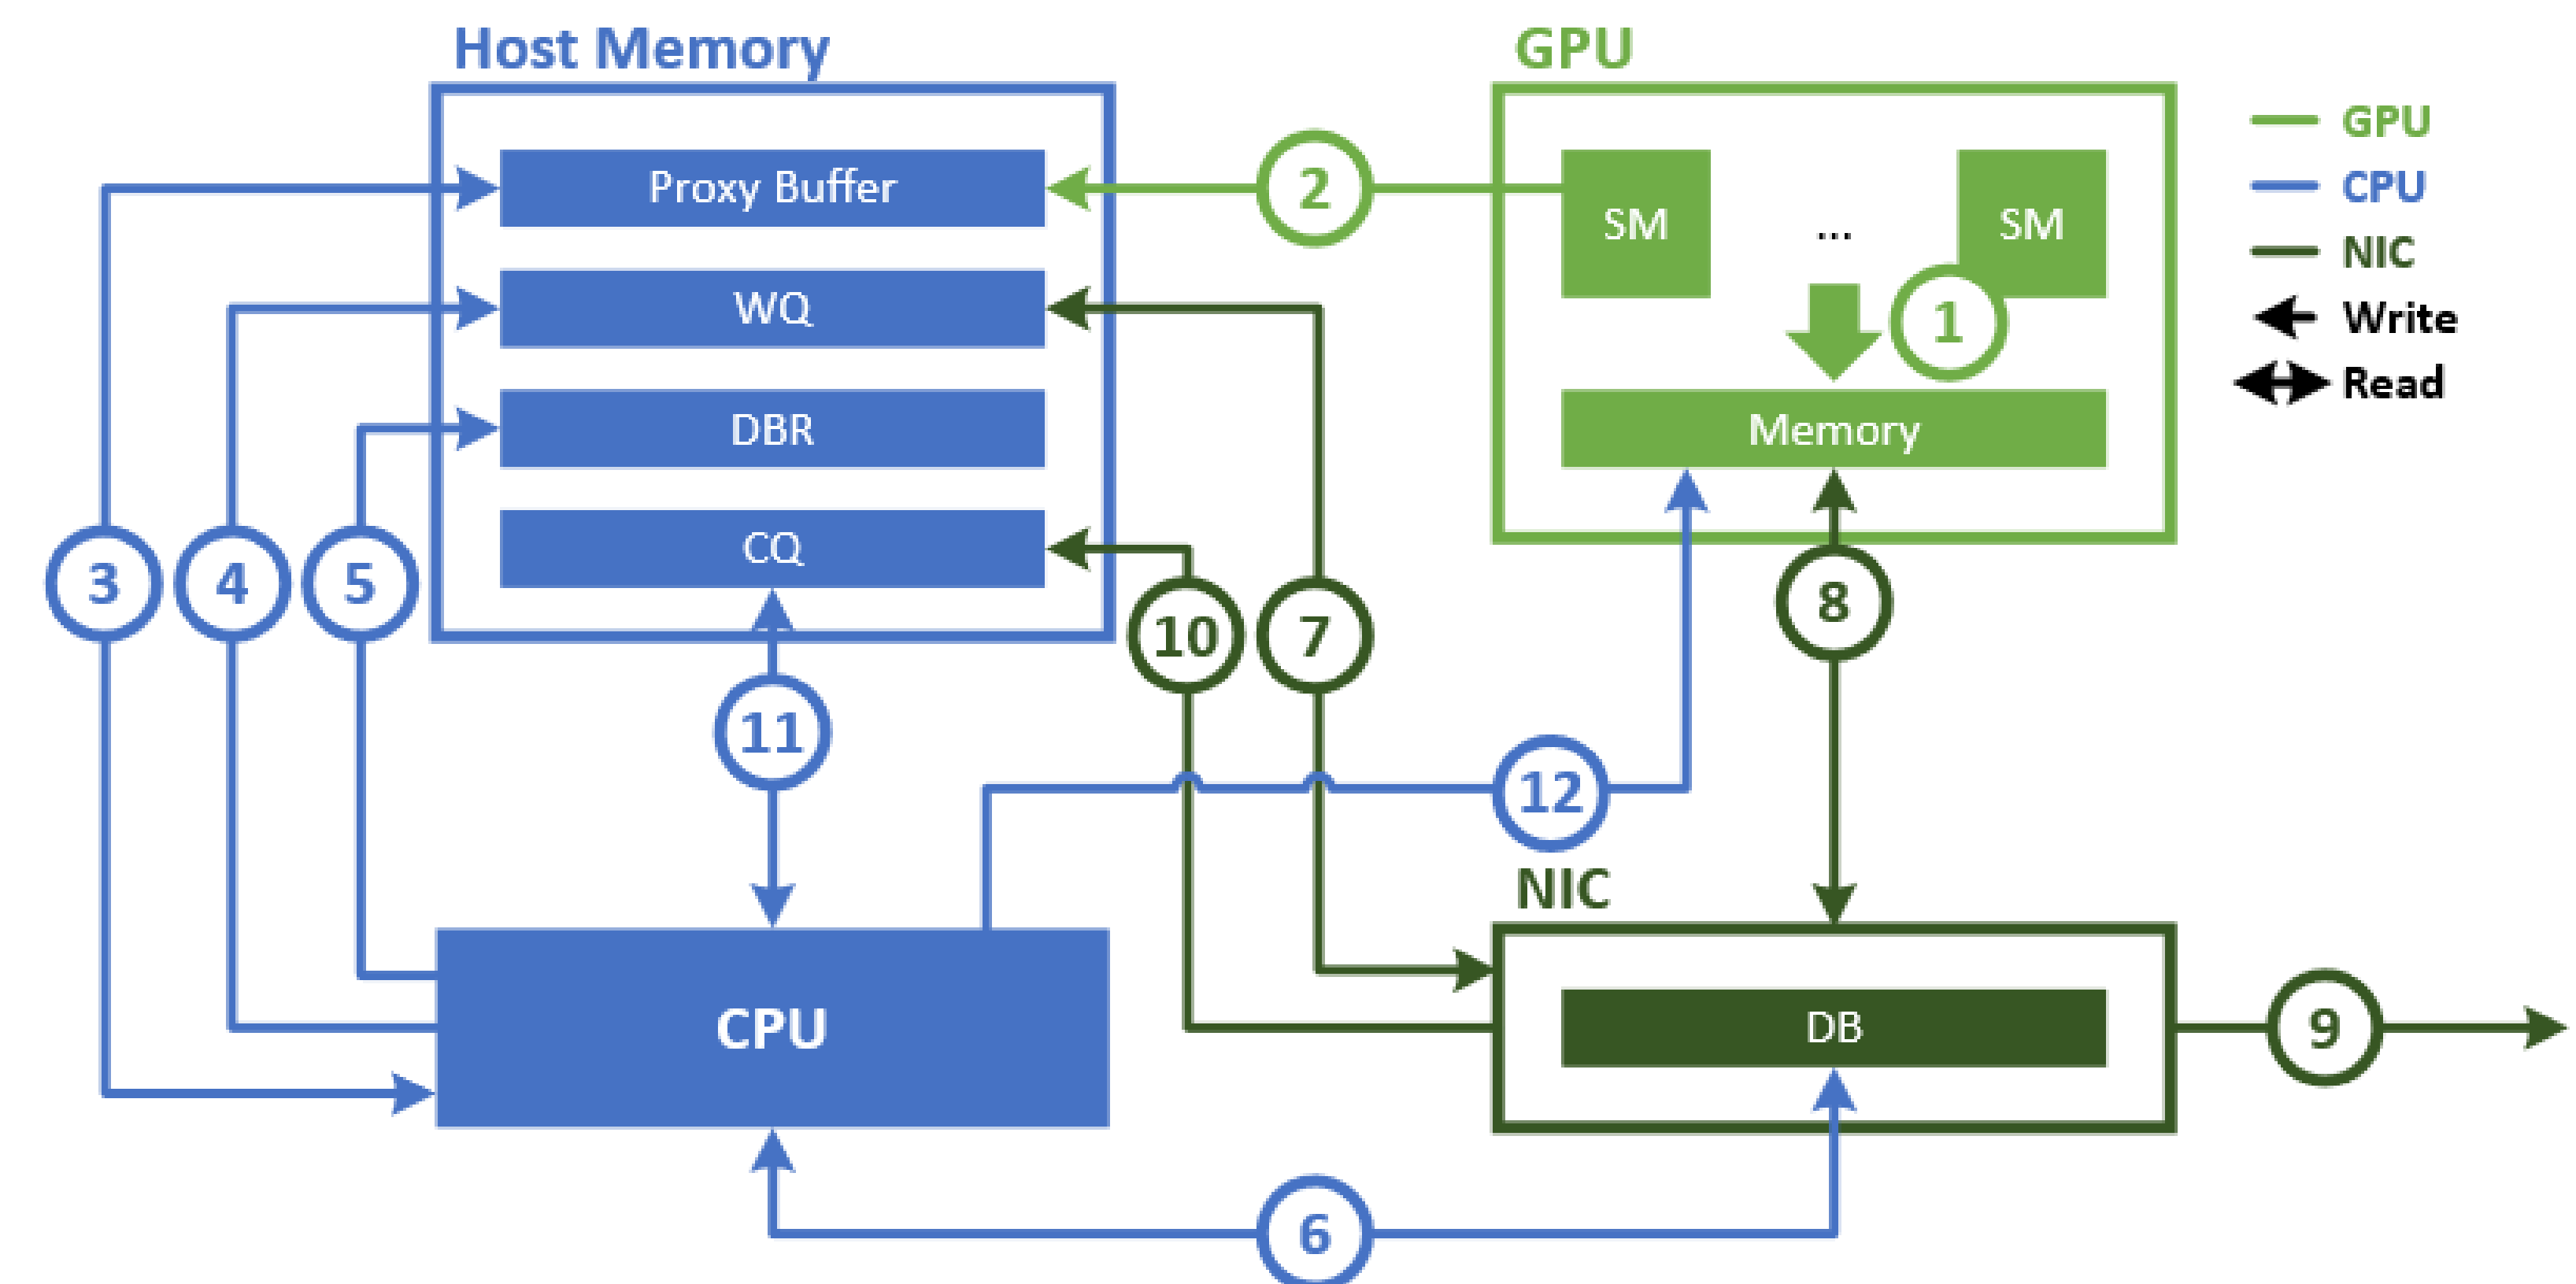 Host Memory
GPU
Proxy Buffer
WQ
DBR
CQ
2
SM
...
SM
1
Memory
GPU
CPU
NIC
Write
Read
3
4
5
10
7
8
11
12
NIC
CPU
DB
9
6